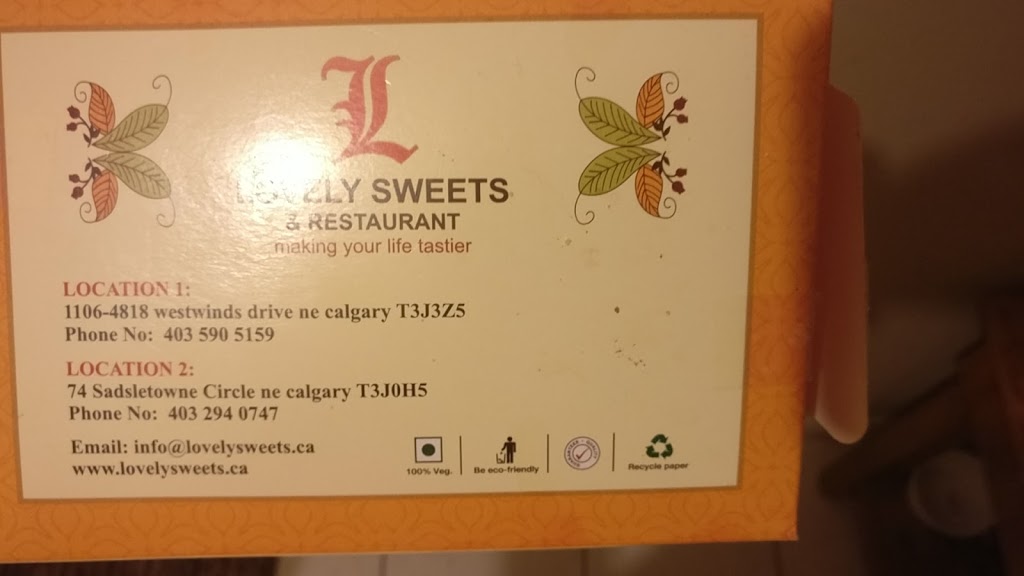 L
LOVELY SWEETS
& RESTAURANT
making your life tastier
LOCATION 1:
1106-4818 westwinds drive ne calgary T3J3Z5
Phone No: 403 590 5159
LOCATION 2:
74 Sadsletowne Circle ne calgary T3J0H5
Phone No: 403 294 0747
Email: info@lovelysweets.ca
www.lovelysweets.ca
100% Veg.
Be eco-friendly
Recycle paper